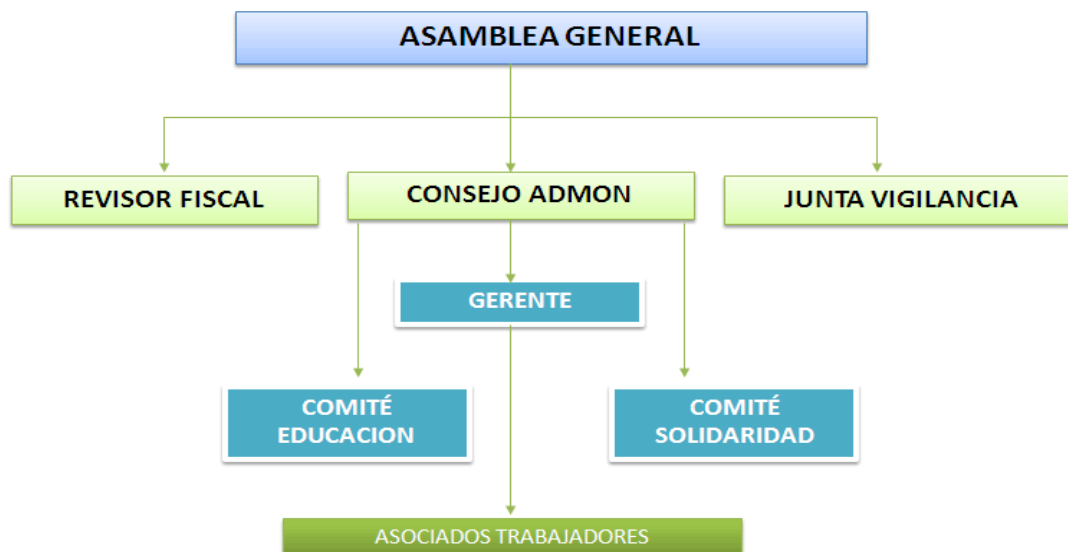 ASAMBLEA GENERAL
REVISOR FISCAL
CONSEJO ADMON
JUNTA VIGILANCIA
GERENTE
COMITÉ
EDUCACION
COMITÉ
SOLIDARIDAD
ASOCIADOS TRABAJADORES